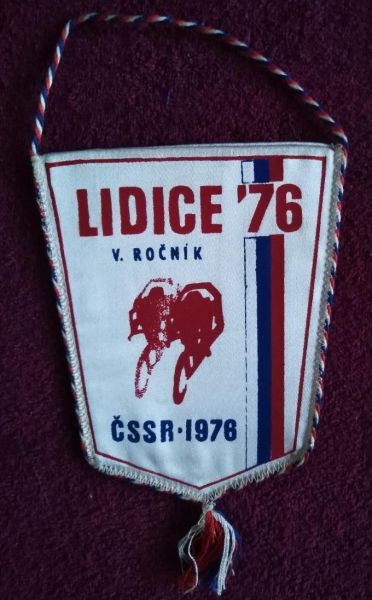 LIDICE '76
V. ROČNÍK
ČSSR·1976